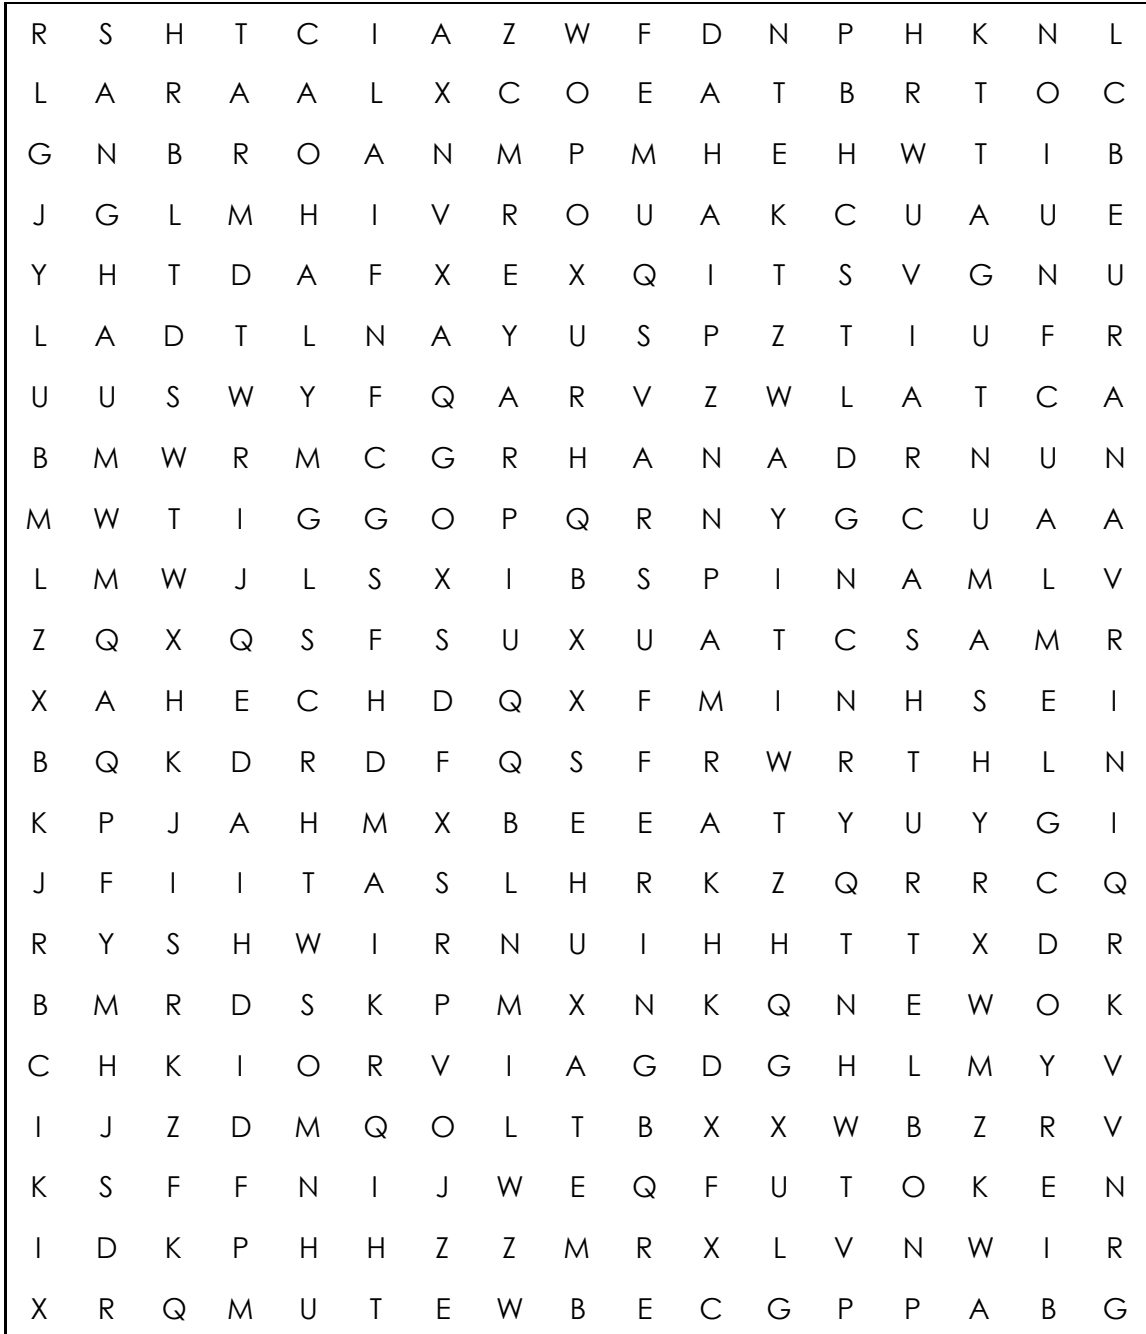 R S H T C I A Z W F D N P H K N L
L A R A A L X C O E A T B R T O C
G N B R O A N M P M H E H W T I B
J G L M H I V R O U A K C U A U E
Y H T D A F X E X Q I T S V G N U
L A D T L N A Y U S P Z T I U F R
U U S W Y F Q A R V Z W L A T C A
B M W R M C G R H A N A D R N U N
M W T I G G O P Q R N Y G C U A A
L M W J L S X I B S P I N A M L V
Z Q X Q S F S U X U A T C S A M R
X A H E C H D Q X F M I N H S E I
B Q K D R D F Q S F R W R T H L N
K P J A H M X B E E A T Y U Y G I
J F I I T A S L H R K Z Q R R C Q
R Y S H W I R N U I H H T T X D R
B M R D S K P M X N K Q N E W O K
C H K I O R V I A G D G H L M Y V
I J Z D M Q O L T B X X W B Z R V
K S F F N I J W E Q F U T O K E N
I D K P H H Z Z M R X L V N W I R
X R Q M U T E W B E C G P P A B G